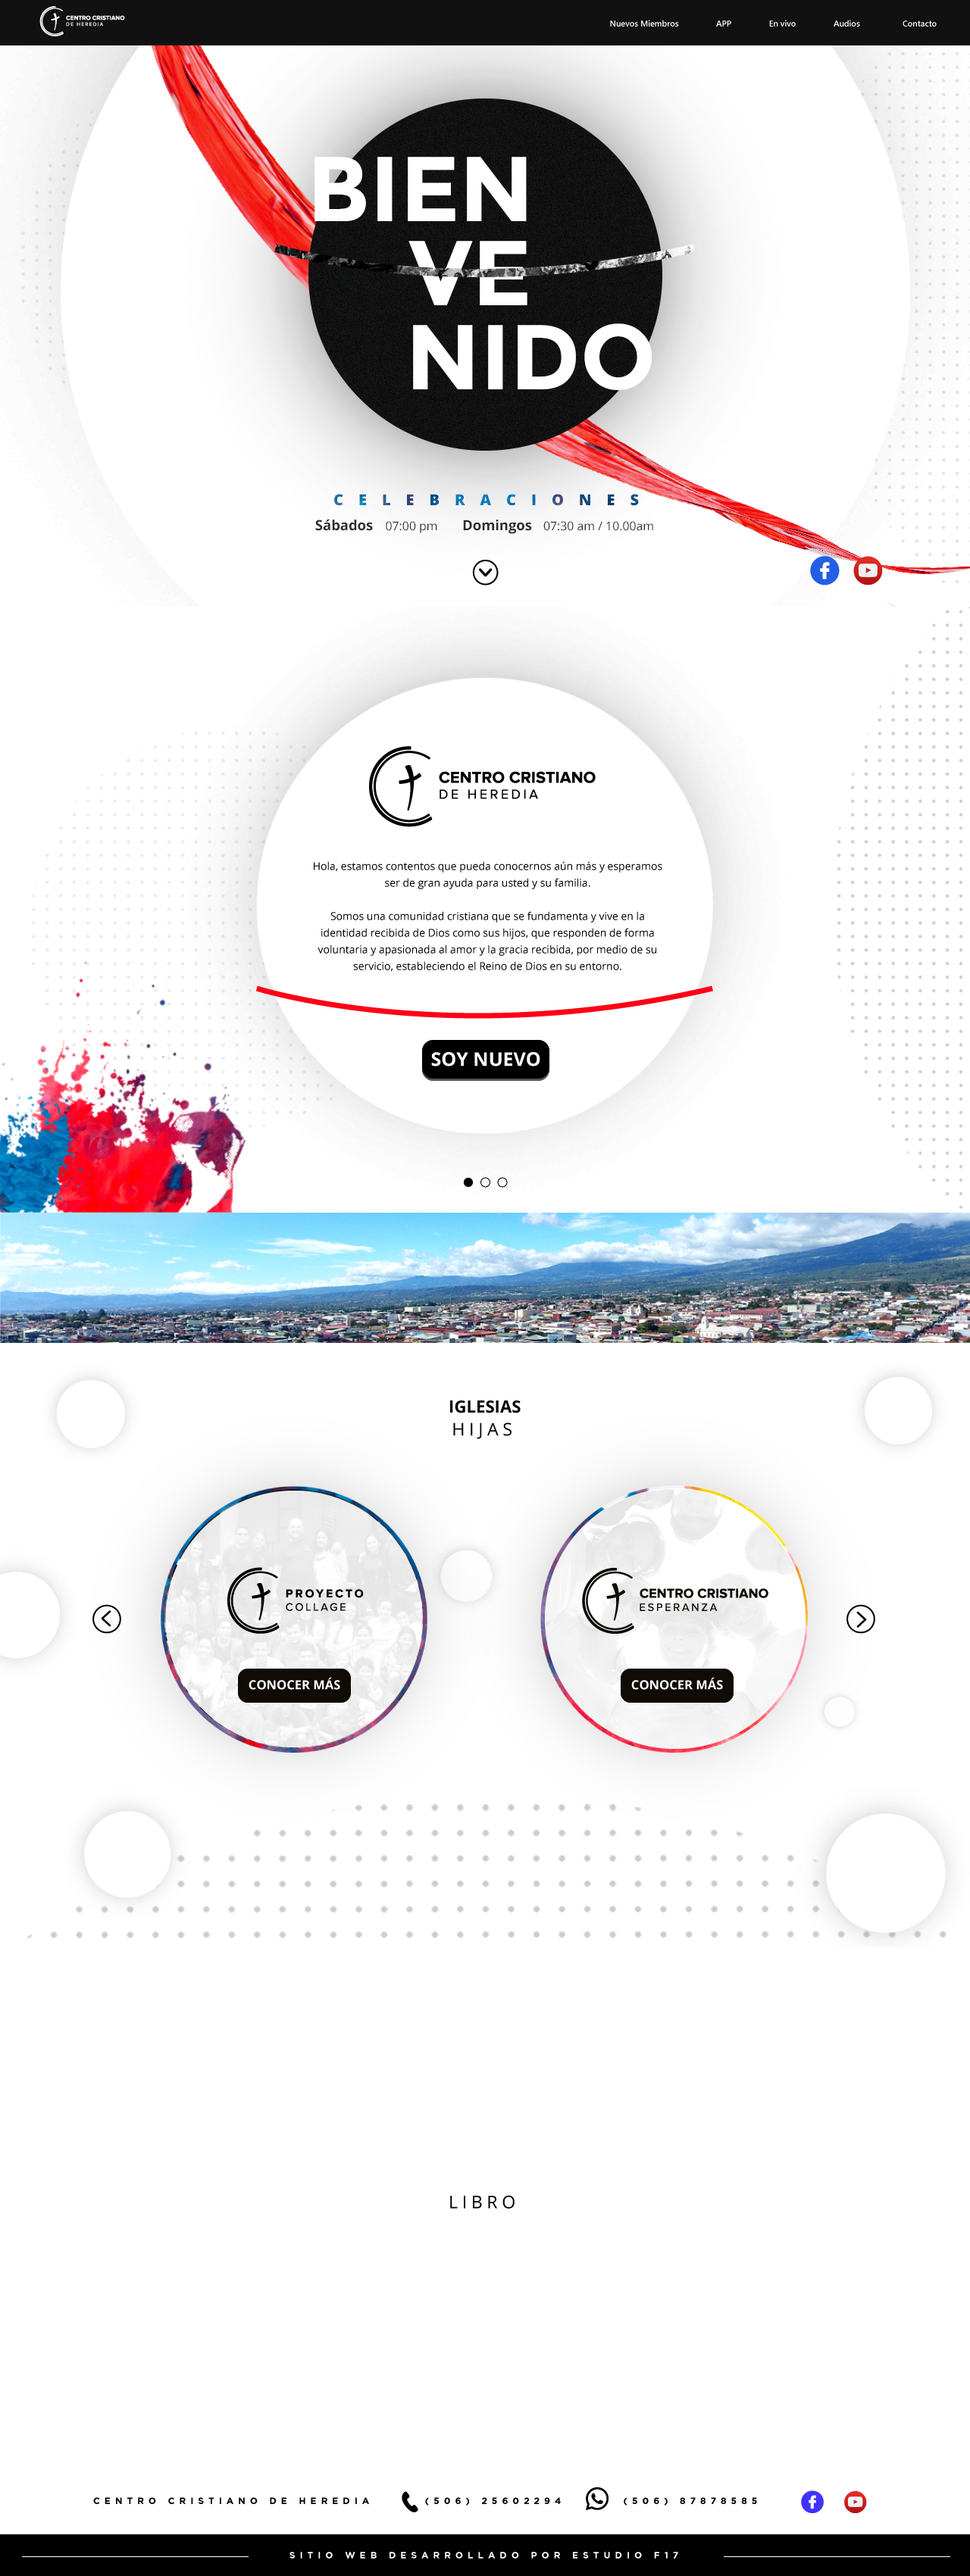 CENTRO CRISTIANO
DE HEREDIA
Nuevos Miembros APP En vivo Audios Contacto
BIEN
VE
NIDO
CELEBRACIONES
Sábados 07:00 pm Domingos 07:30 am / 10.00am
CENTRO CRISTIANO
DE HEREDIA
Hola, estamos contentos que pueda conocernos aún más y esperamos
ser de gran ayuda para usted y su familia.
Somos una comunidad cristiana que se fundamenta y vive en la
identidad recibida de Dios como sus hijos, que responden de forma
voluntaria y apasionada al amor y la gracia recibida, por medio de su
servicio, estableciendo el Reino de Dios en su entorno.
SOY NUEVO
IGLESIAS
HIJAS
PROYECTO
COLLAGE
CONOCER MÁS
CENTRO CRISTIANO
ESPERANZA
CONOCER MÁS
LIBRO
CENTRO CRISTIANO DE HEREDIA (506) 25602294 (506) 87878585
SITIO WEB DESARROLLADO POR ESTUDIO F17